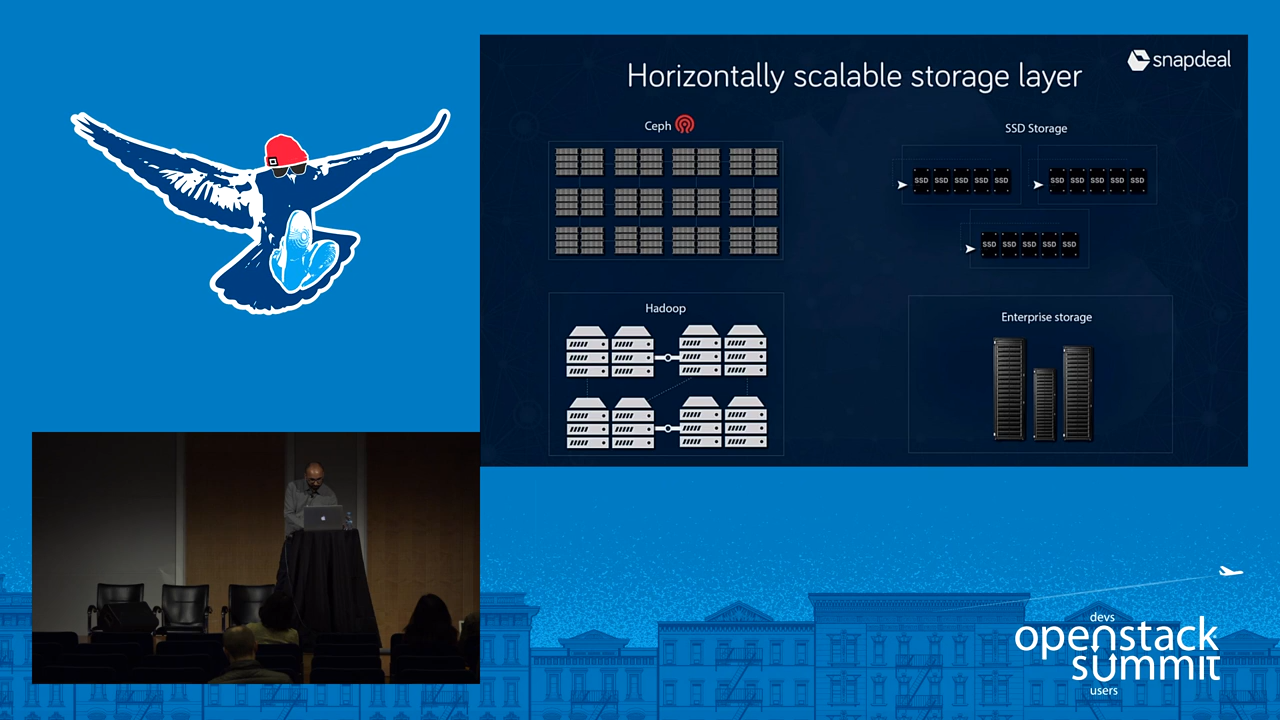 snapdeal
Horizontally scalable storage layer
Ceph
SSD Storage
SSD SSD SSD SSD SSD
SSD SSD SSD SSD SSD
SSD SSD SSD SSD SSD
Hadoop
Enterprise storage
devs
openstack
summit
users